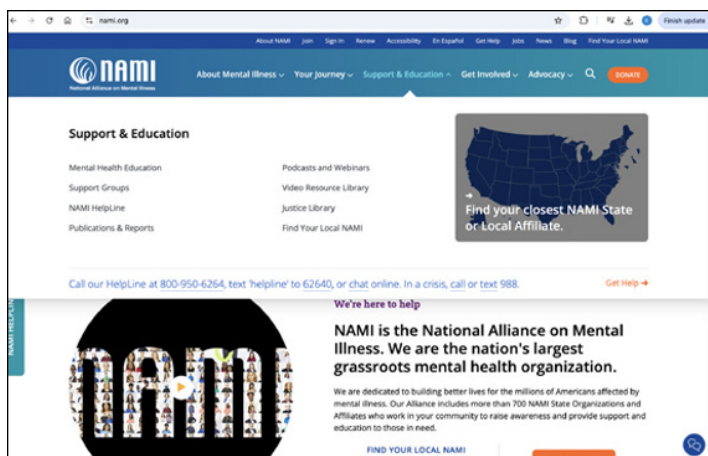 nami.org
Finish update
About NAMI Join Sign In Renew Accessibility En Español Get Help Jobs News Blog Find Your Local NAMI
NAMI
National Alliance on Mental Illness
About Mental Illness Your Journey Support & Education Get Involved Advocacy DONATE
Support & Education
Mental Health Education
Support Groups
NAMI HelpLine
Publications & Reports
Podcasts and Webinars
Video Resource Library
Justice Library
Find Your Local NAMI
Find your closest NAMI State
or Local Affiliate.
Call our HelpLine at 800-950-6264, text 'helpline' to 62640, or chat online. In a crisis, call or text 988.
Get Help
NAMI HELPLINE
NAMI
We're here to help
NAMI is the National Alliance on Mental
Illness. We are the nation's largest
grassroots mental health organization.
We are dedicated to building better lives for the millions of Americans affected by
mental illness. Our Alliance includes more than 700 NAMI State Organizations and
Affiliates who work in your community to raise awareness and provide support and
education to those in need.
FIND YOUR LOCAL NAMI